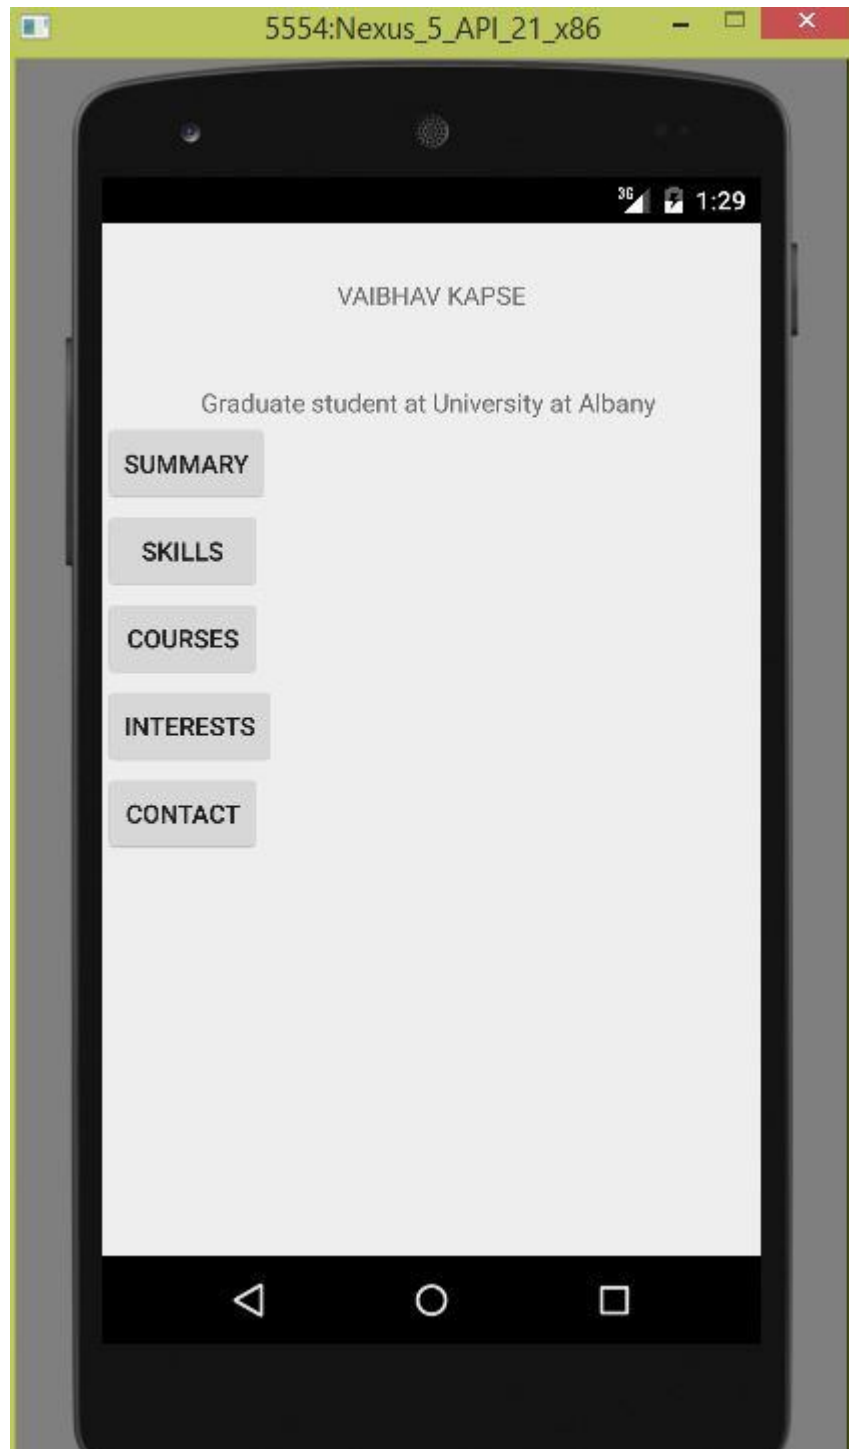 5554:Nexus_5_API_21_x86
3G 1:29
VAIBHAV KAPSE
Graduate student at University at Albany
SUMMARY
SKILLS
COURSES
INTERESTS
CONTACT